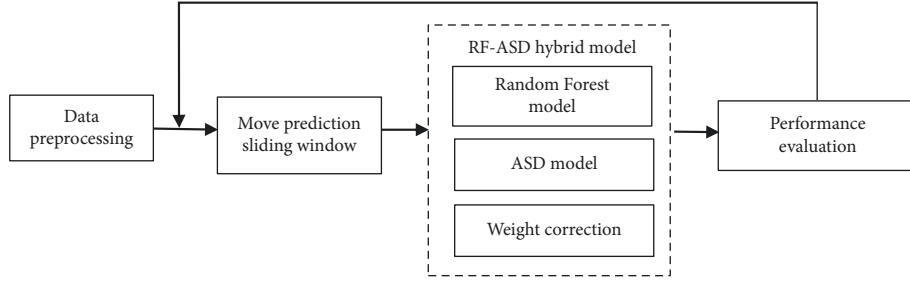 Data
preprocessing
Move prediction
sliding window
RF-ASD hybrid model
Random Forest
model
ASD model
Weight correction
Performance
evaluation